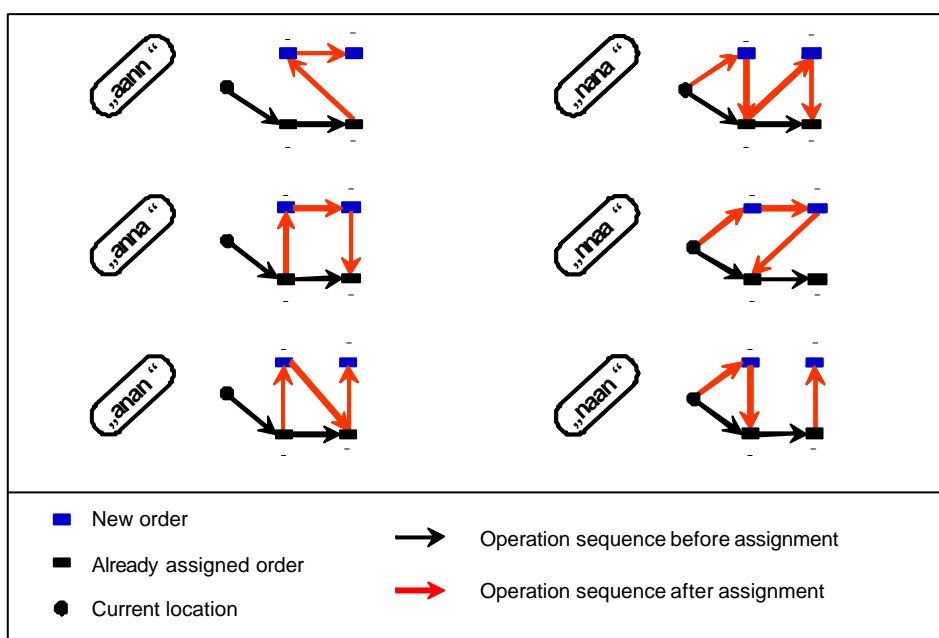 „aann “
„nana “
„anna “
„nnaa “
„anan “
„naan “
New order
Already assigned order
Current location
Operation sequence before assignment
Operation sequence after assignment